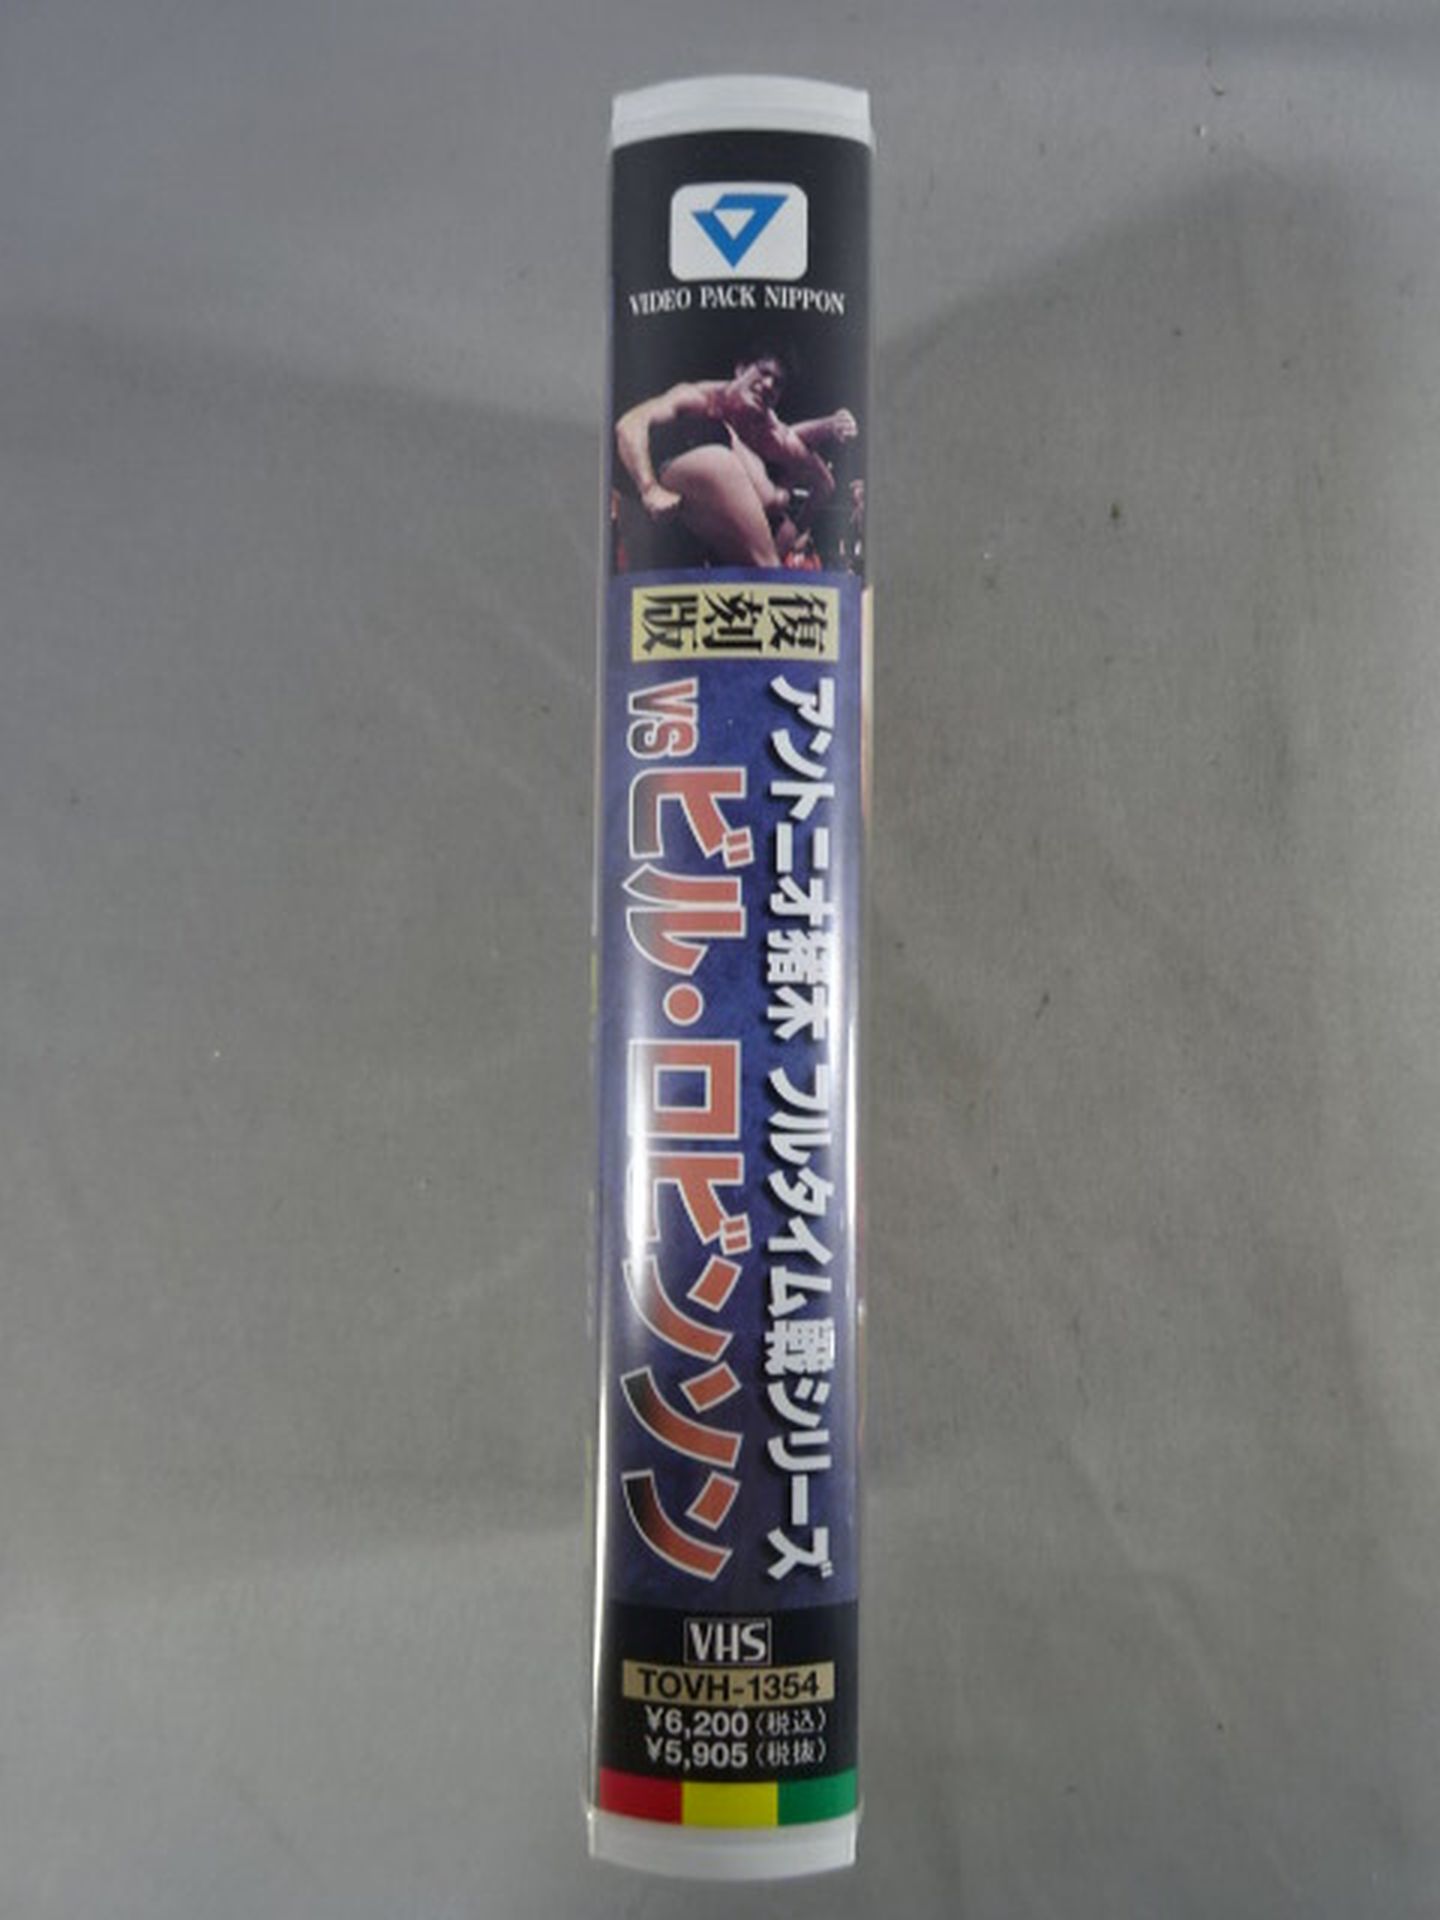 VIDEO PACK NIPPON
復刻版
アントニオ猪木 フルタイム戦シリーズ
VSビル・ロビンソン
VHS
TOVH-1354
¥6,200(税込)
¥5,905(税抜)